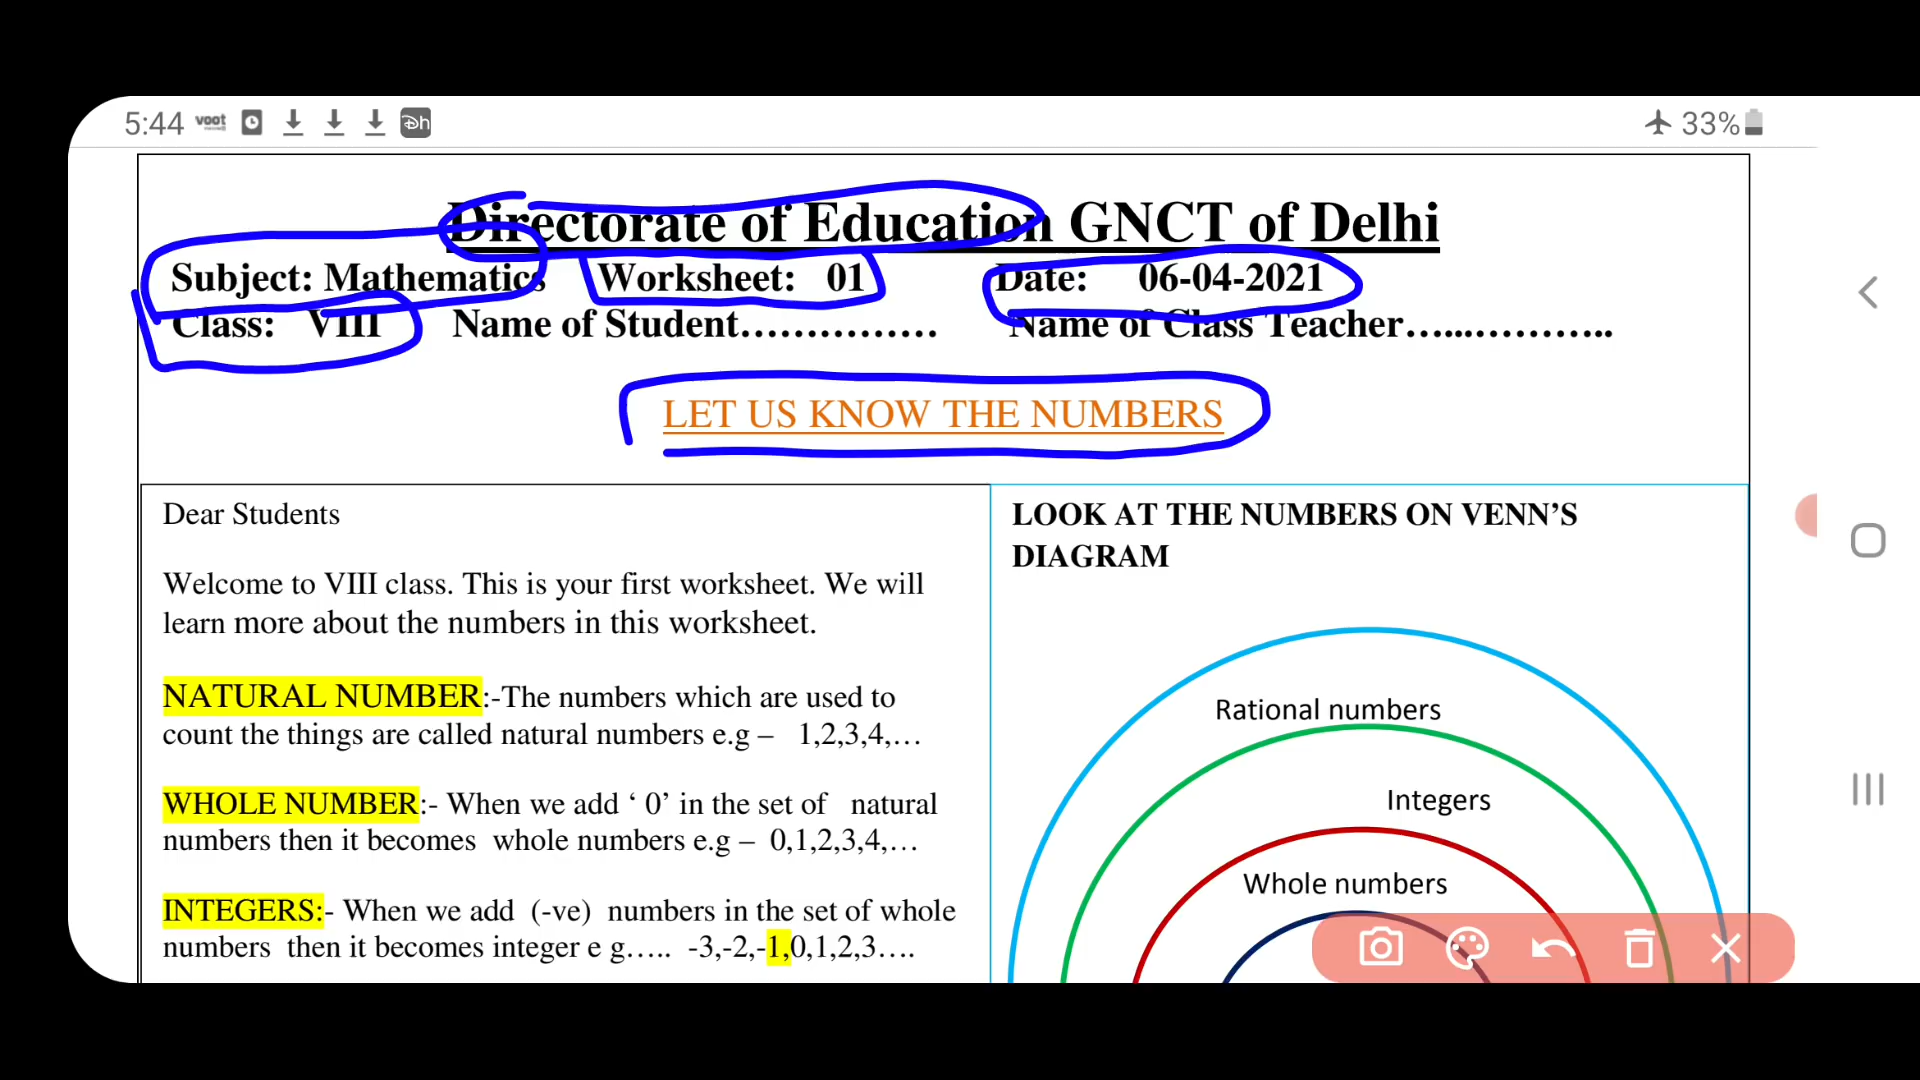 5:44 voot Dh 33%
Directorate of Education GNCT of Delhi
Subject: Mathematics Worksheet: 01 Date: 06-04-2021
Class: VIII Name of Student…………… Name of Class Teacher…...………..
LET US KNOW THE NUMBERS
Dear Students
Welcome to VIII class. This is your first worksheet. We will
learn more about the numbers in this worksheet.
NATURAL NUMBER:-The numbers which are used to
count the things are called natural numbers e.g – 1,2,3,4,…
WHOLE NUMBER:- When we add ‘ 0’ in the set of natural
numbers then it becomes whole numbers e.g – 0,1,2,3,4,…
INTEGERS:- When we add (-ve) numbers in the set of whole
numbers then it becomes integer e g….. -3,-2,-1,0,1,2,3….
LOOK AT THE NUMBERS ON VENN’S
DIAGRAM
Rational numbers
Integers
Whole numbers